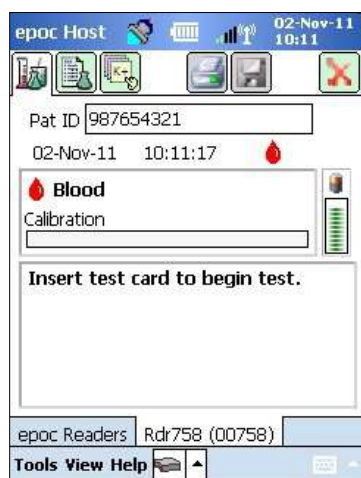 epoc Host 02-Nov-11
10:11
K+
Pat ID 987654321
02-Nov-11 10:11:17
Blood
Calibration
Insert test card to begin test.
epoc Readers Rdr758 (00758)
Tools View Help